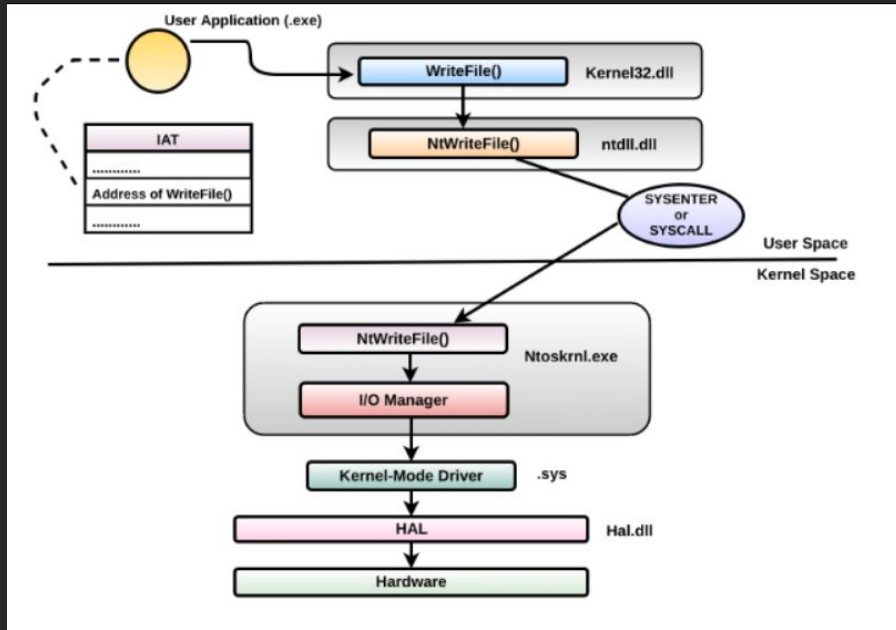 User Application (.exe)
WriteFile()
Kernel32.dll
NtWriteFile()
ntdll.dll
IAT
............
Address of WriteFile()
............
SYSENTER
or
SYSCALL
User Space
Kernel Space
NtWriteFile()
Ntoskrnl.exe
I/O Manager
Kernel-Mode Driver
.sys
HAL
Hal.dll
Hardware